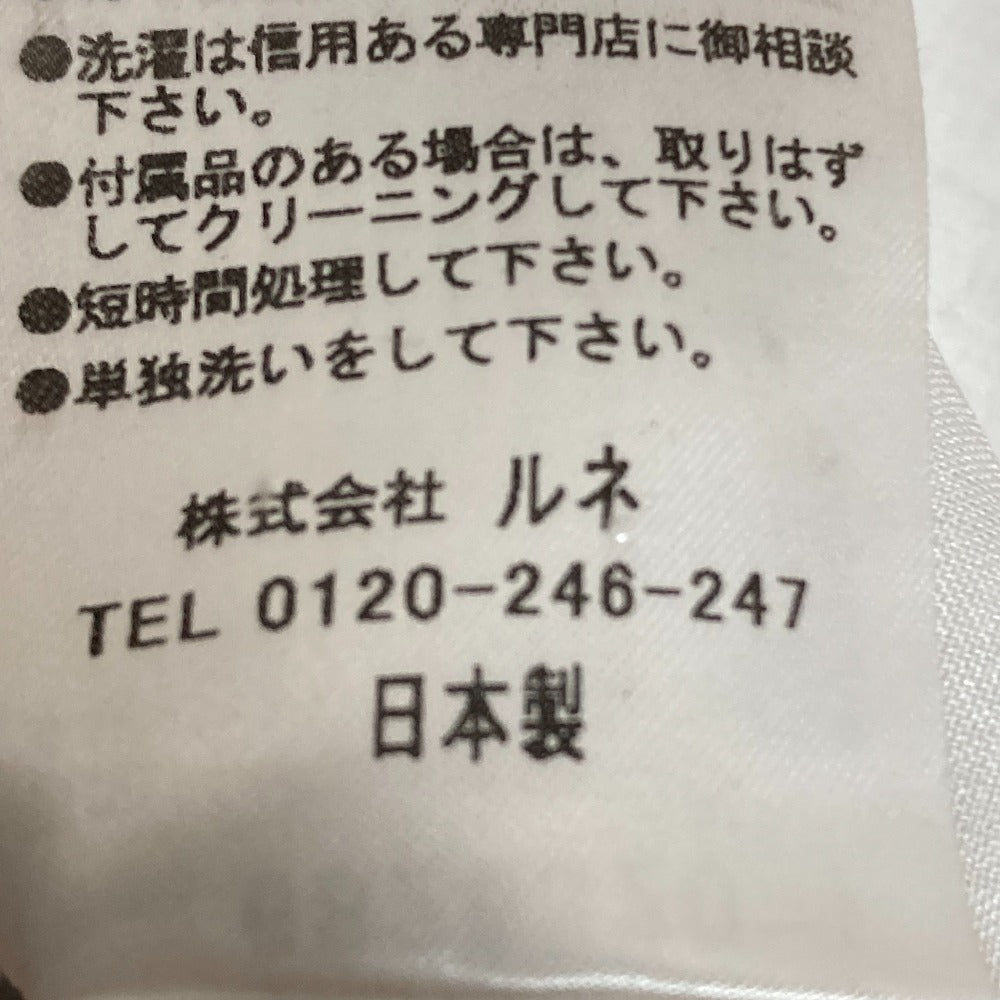 ●洗濯は信用ある専門店に御相談
下さい。
●付属品のある場合は、取りはず
してクリーニングして下さい。
●短時間処理して下さい。
●単独洗いをして下さい。
株式会社 ルネ
TEL 0120-246-247
日本製